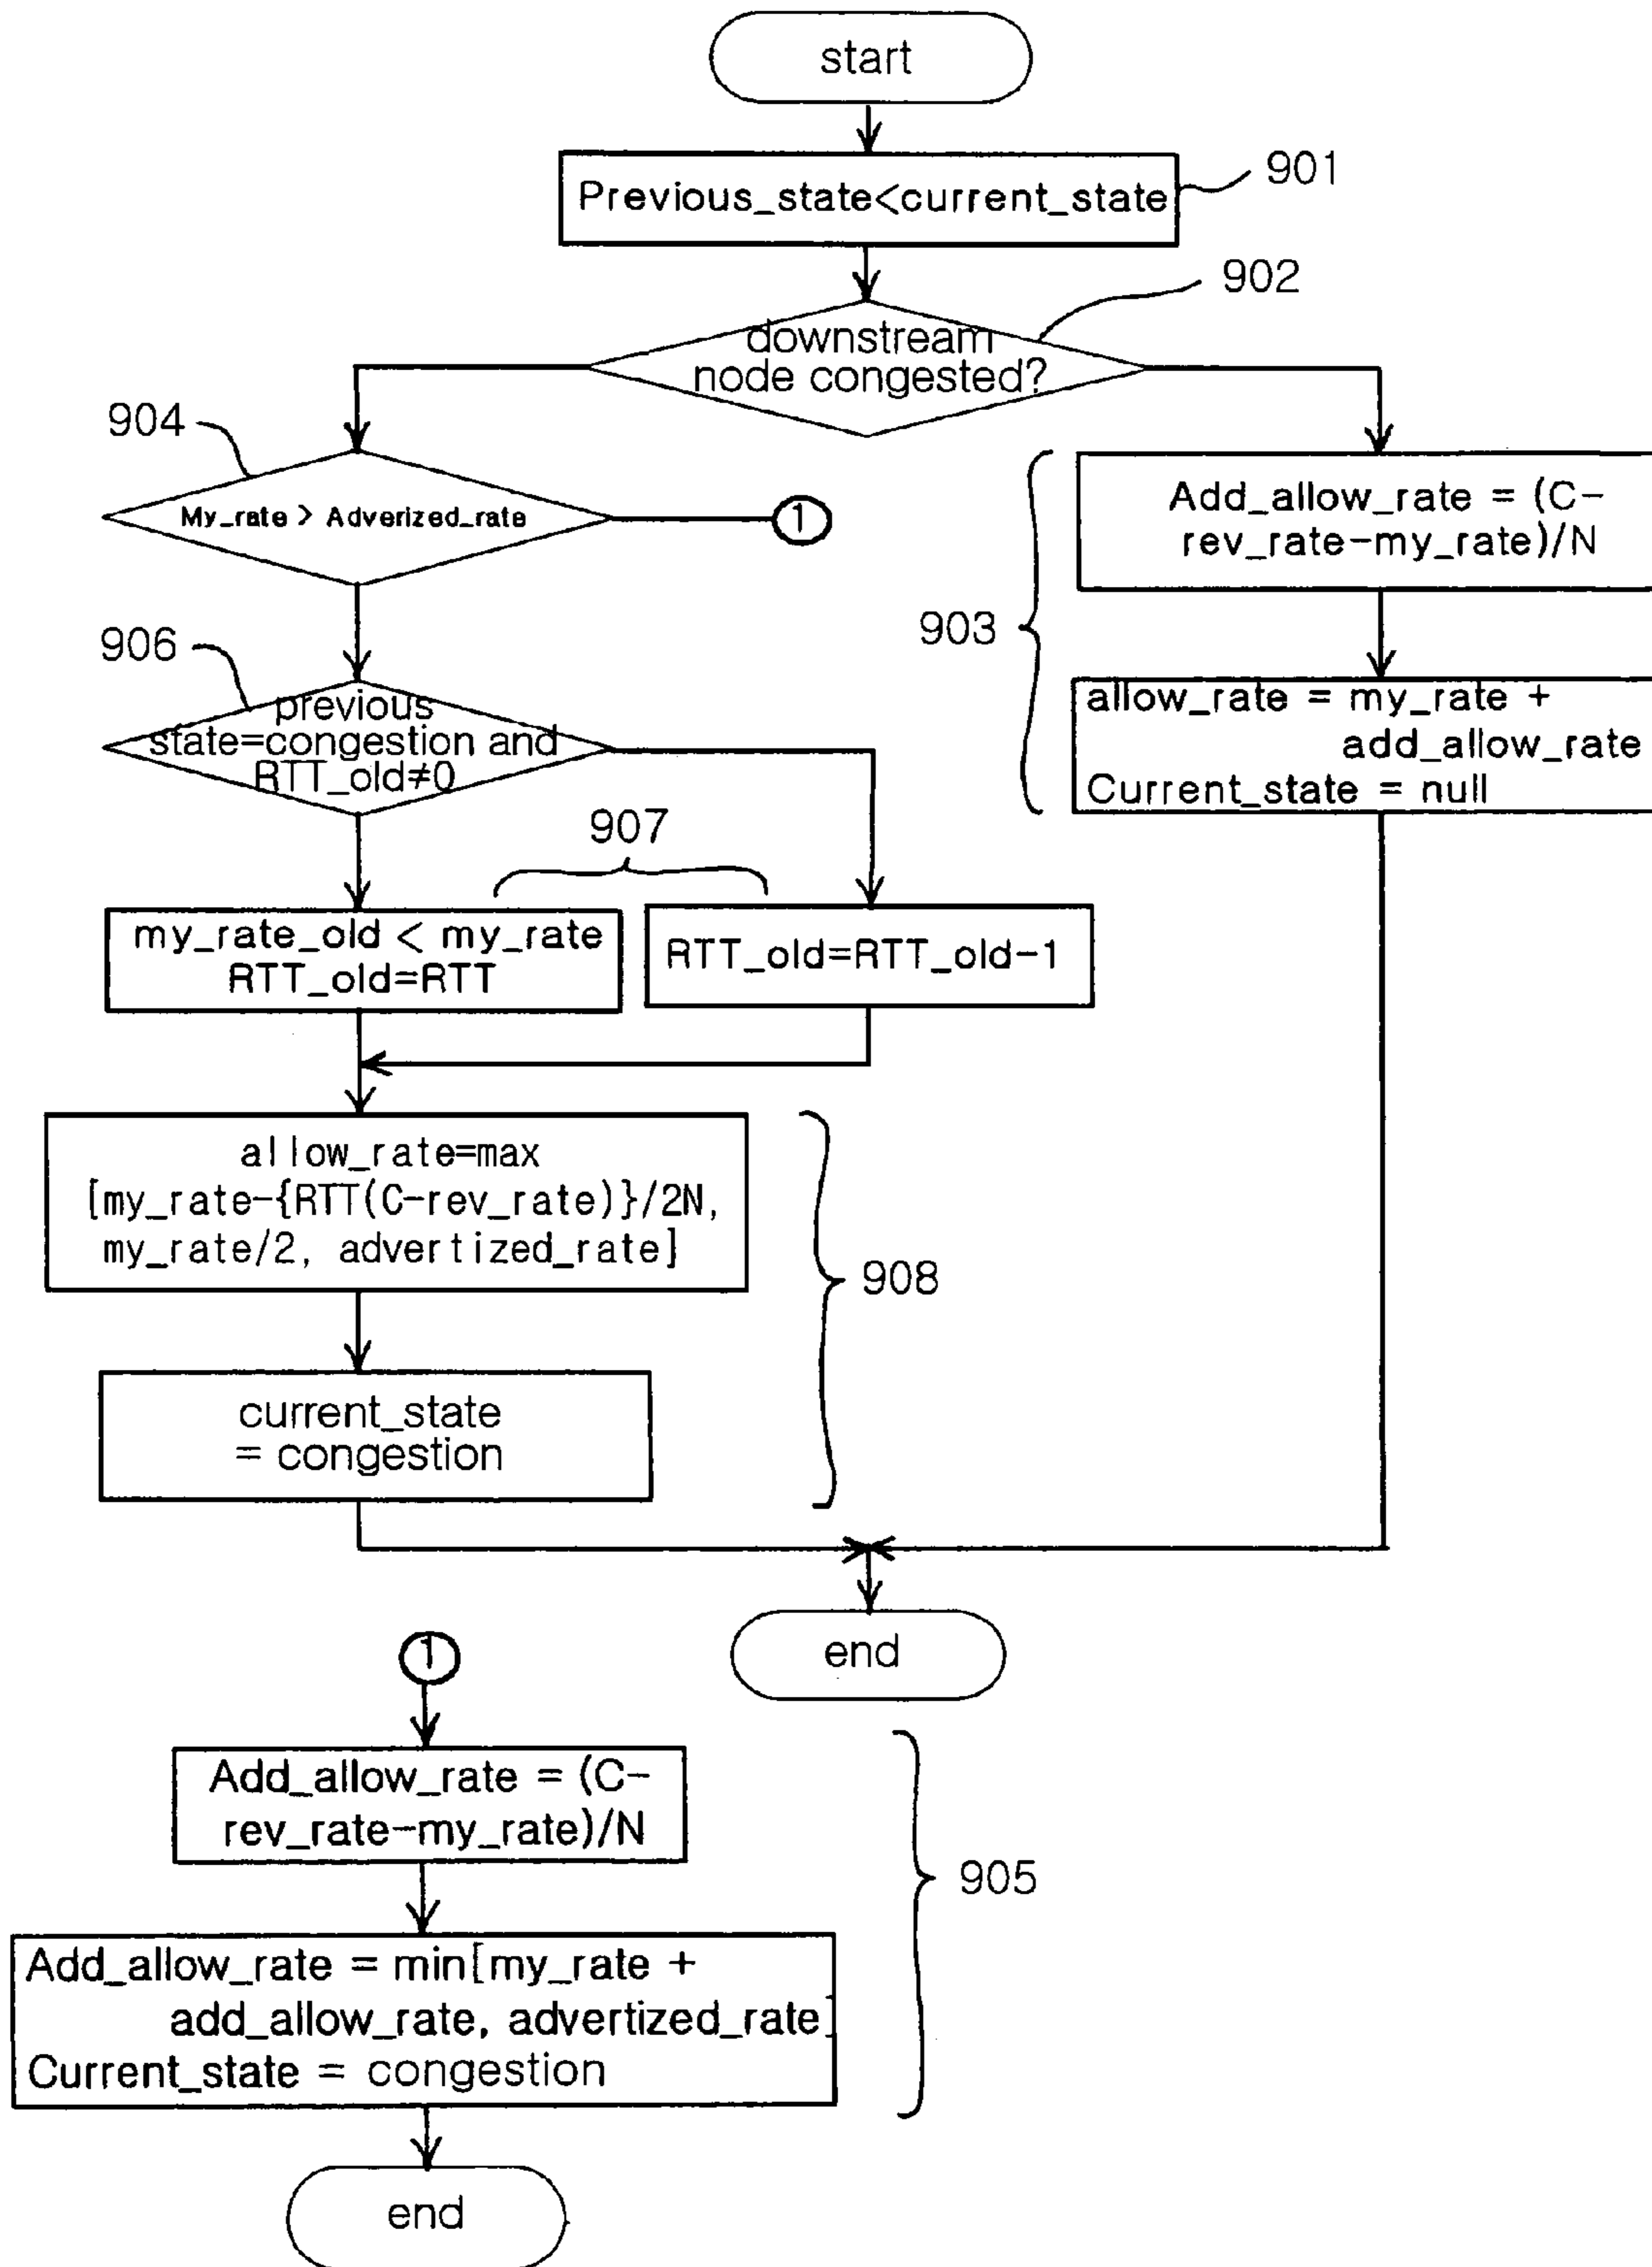 start
Previous_state<current_state
901
902
downstream
node congested?
904
My_rate > Adverized_rate
1
Add_allow_rate = (C-
rev_rate-my_rate)/N
903
allow_rate = my_rate +
add_allow_rate
Current_state = null
906
previous
state=congestion and
RTT_old≠0
907
my_rate_old < my_rate
RTT_old=RTT
RTT_old=RTT_old-1
allow_rate=max
[my_rate-{RTT(C-rev_rate)}/2N,
my_rate/2, advertized_rate]
908
current_state
= congestion
end
1
Add_allow_rate = (C-
rev_rate-my_rate)/N
905
Add_allow_rate = min[my_rate +
add_allow_rate, advertized_rate]
Current_state = congestion
end